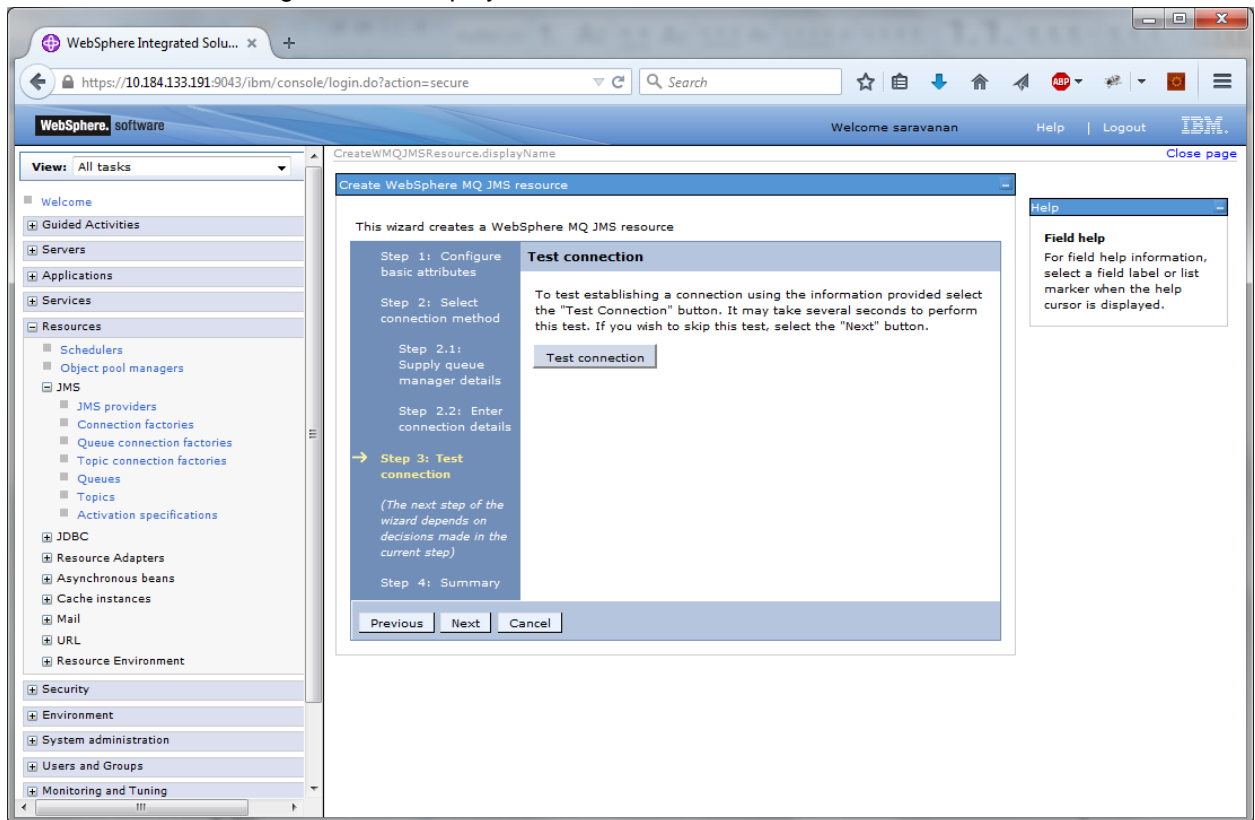 WebSphere Integrated Solu... × +
https://10.184.133.191:9043/ibm/console/login.do?action=secure
Search
ABP
WebSphere. software
Welcome saravanan
Help | Logout
IBM.
View: All tasks
Welcome
Guided Activities
Servers
Applications
Services
Resources
Schedulers
Object pool managers
JMS
JMS providers
Connection factories
Queue connection factories
Topic connection factories
Queues
Topics
Activation specifications
JDBC
Resource Adapters
Asynchronous beans
Cache instances
Mail
URL
Resource Environment
Security
Environment
System administration
Users and Groups
Monitoring and Tuning
CreateWMQJMSResource.displayName
Close page
Create WebSphere MQ JMS resource
This wizard creates a WebSphere MQ JMS resource
Step 1: Configure
basic attributes
Step 2: Select
connection method
Step 2.1:
Supply queue
manager details
Step 2.2: Enter
connection details
Step 3: Test
connection
(The next step of the
wizard depends on
decisions made in the
current step)
Step 4: Summary
Test connection
To test establishing a connection using the information provided select
the "Test Connection" button. It may take several seconds to perform
this test. If you wish to skip this test, select the "Next" button.
Test connection
Previous Next Cancel
Help
Field help
For field help information,
select a field label or list
marker when the help
cursor is displayed.